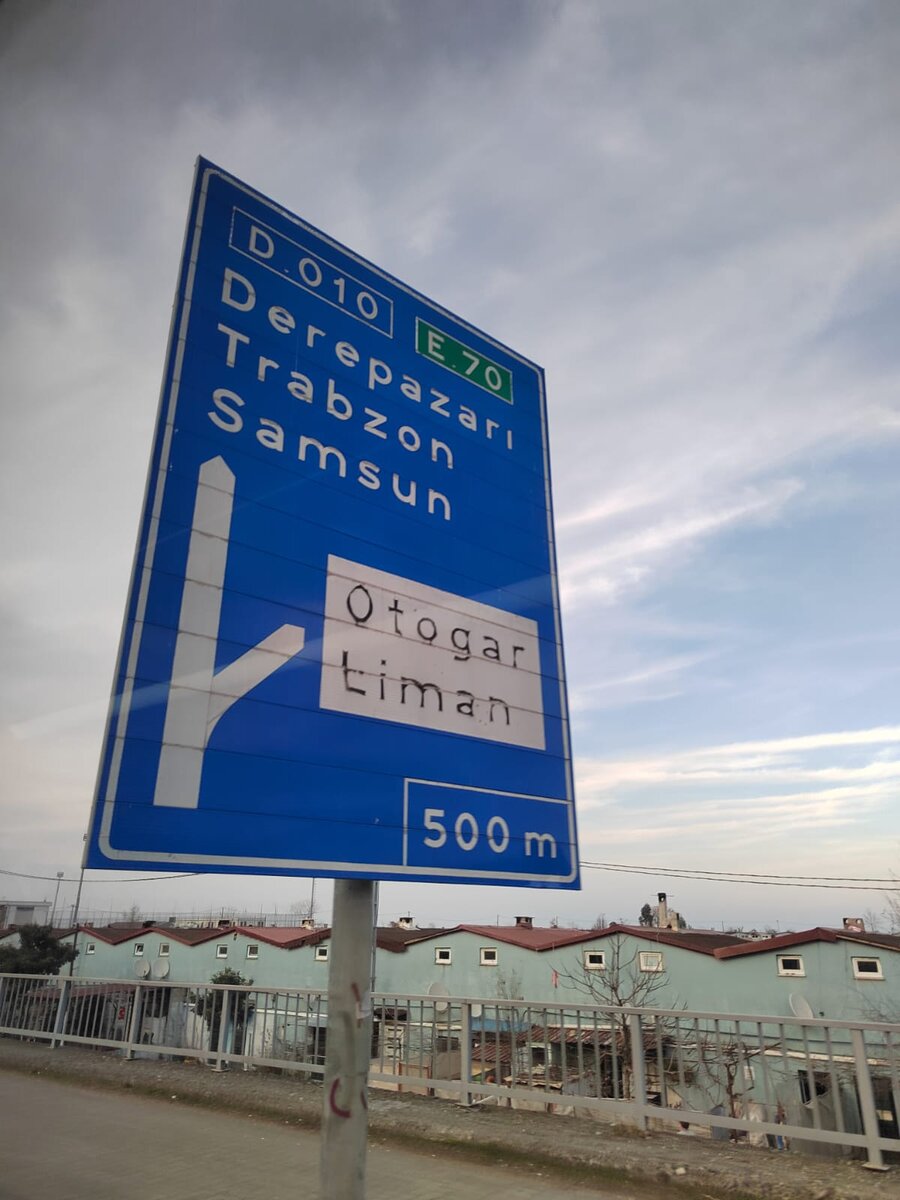 D.010
E.70
Derepazarı
Trabzon
Samsun
Otogar
Liman
500 m